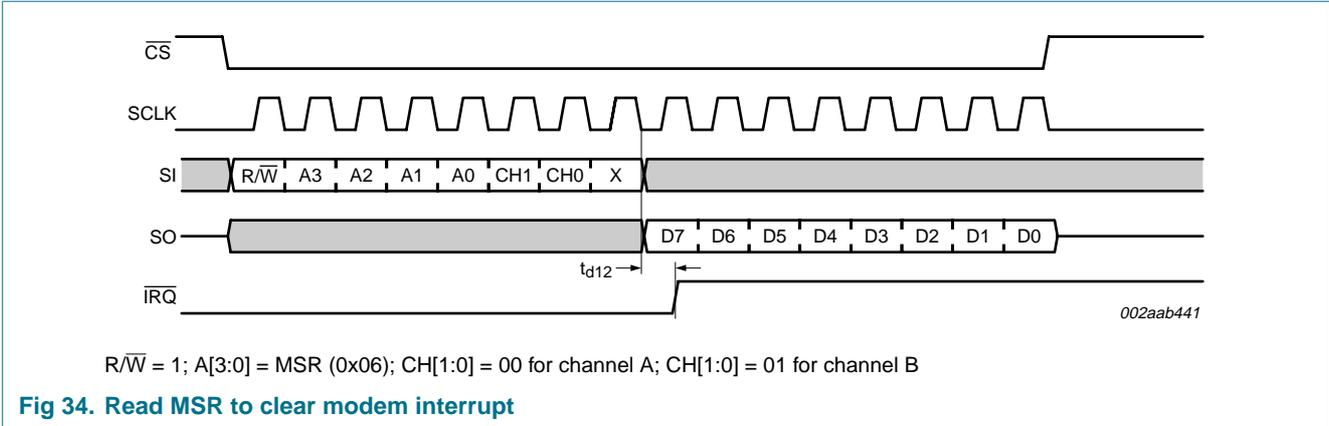 C̅S̅
SCLK
SI R/W̅ A3 A2 A1 A0 CH1 CH0 X
SO D7 D6 D5 D4 D3 D2 D1 D0
td12
I̅R̅Q̅
002aab441
R/W̅ = 1; A[3:0] = MSR (0x06); CH[1:0] = 00 for channel A; CH[1:0] = 01 for channel B
Fig 34. Read MSR to clear modem interrupt